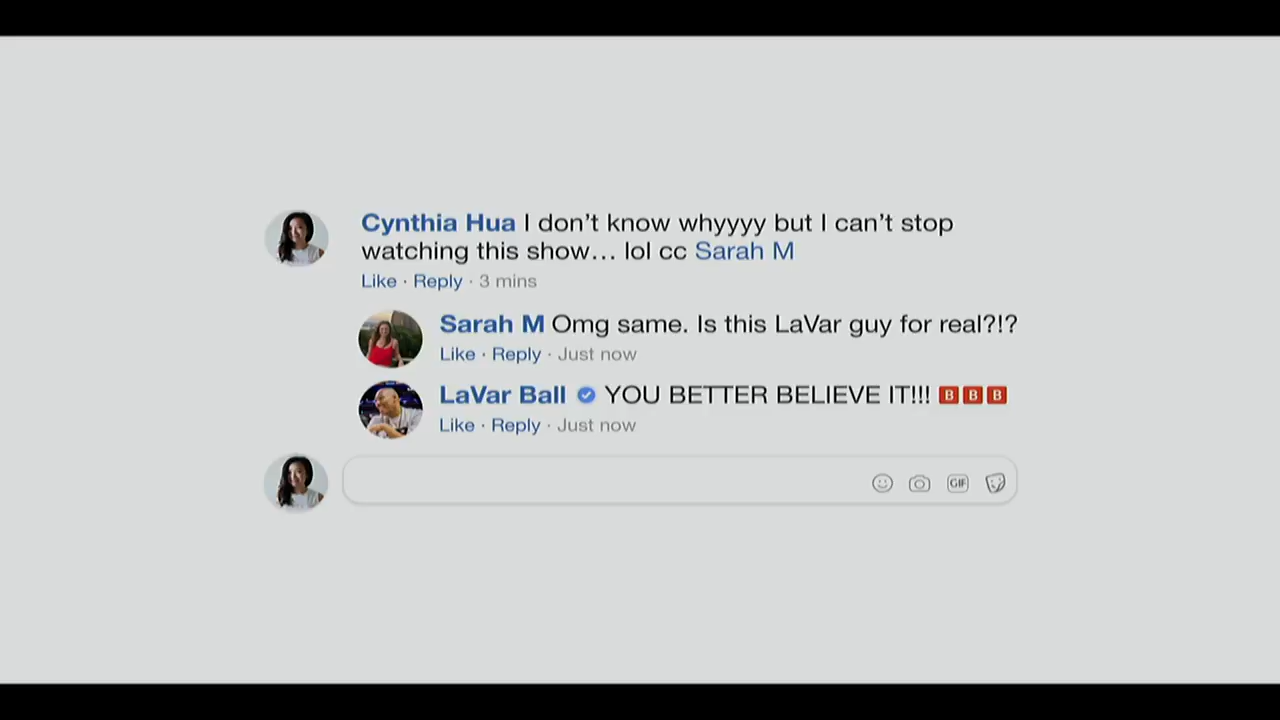 Cynthia Hua I don’t know whyyyy but I can’t stop
watching this show… lol cc Sarah M
Like · Reply · 3 mins
Sarah M Omg same. Is this LaVar guy for real?!?
Like · Reply · Just now
LaVar Ball YOU BETTER BELIEVE IT!!! 🅱🅱🅱
Like · Reply · Just now
GIF